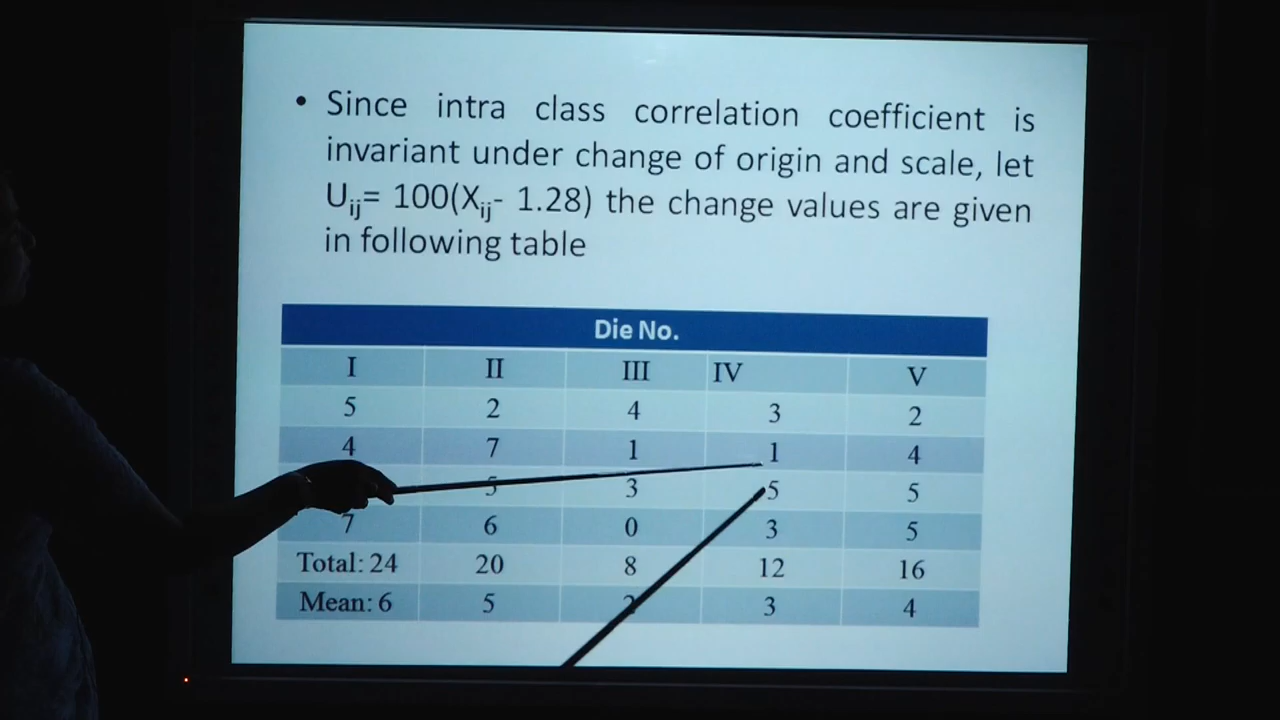 • Since intra class correlation coefficient is
invariant under change of origin and scale, let
Uij= 100(Xij- 1.28) the change values are given
in following table
Die No.
I II III IV V
5 2 4 3 2
4 7 1 1 4
5 3 5 5
7 6 0 3 5
Total: 24 20 8 12 16
Mean: 6 5 2 3 4